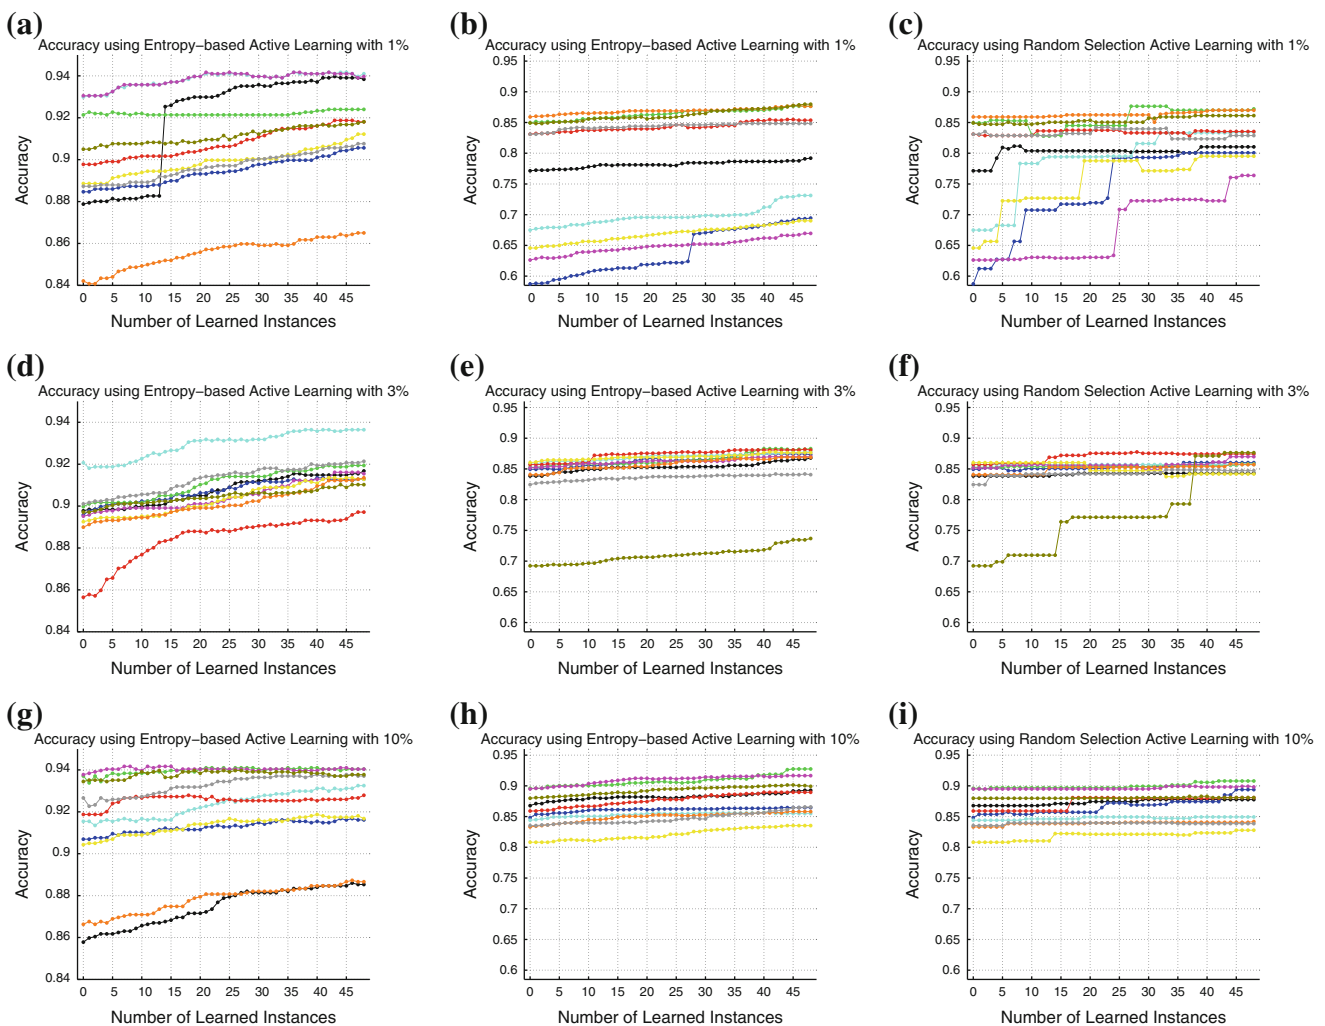 (a)
Accuracy using Entropy−based Active Learning with 1%
0.94
0.92
0.9
0.88
0.86
0.84
Accuracy
0 5 10 15 20 25 30 35 40 45
Number of Learned Instances
(b)
Accuracy using Entropy−based Active Learning with 1%
0.95
0.9
0.85
0.8
0.75
0.7
0.65
0.6
Accuracy
0 5 10 15 20 25 30 35 40 45
Number of Learned Instances
(c)
Accuracy using Random Selection Active Learning with 1%
0.95
0.9
0.85
0.8
0.75
0.7
0.65
0.6
Accuracy
0 5 10 15 20 25 30 35 40 45
Number of Learned Instances
(d)
Accuracy using Entropy−based Active Learning with 3%
0.94
0.92
0.9
0.88
0.86
0.84
Accuracy
0 5 10 15 20 25 30 35 40 45
Number of Learned Instances
(e)
Accuracy using Entropy−based Active Learning with 3%
0.95
0.9
0.85
0.8
0.75
0.7
0.65
0.6
Accuracy
0 5 10 15 20 25 30 35 40 45
Number of Learned Instances
(f)
Accuracy using Random Selection Active Learning with 3%
0.95
0.9
0.85
0.8
0.75
0.7
0.65
0.6
Accuracy
0 5 10 15 20 25 30 35 40 45
Number of Learned Instances
(g)
Accuracy using Entropy−based Active Learning with 10%
0.94
0.92
0.9
0.88
0.86
0.84
Accuracy
0 5 10 15 20 25 30 35 40 45
Number of Learned Instances
(h)
Accuracy using Entropy−based Active Learning with 10%
0.95
0.9
0.85
0.8
0.75
0.7
0.65
0.6
Accuracy
0 5 10 15 20 25 30 35 40 45
Number of Learned Instances
(i)
Accuracy using Random Selection Active Learning with 10%
0.95
0.9
0.85
0.8
0.75
0.7
0.65
0.6
Accuracy
0 5 10 15 20 25 30 35 40 45
Number of Learned Instances